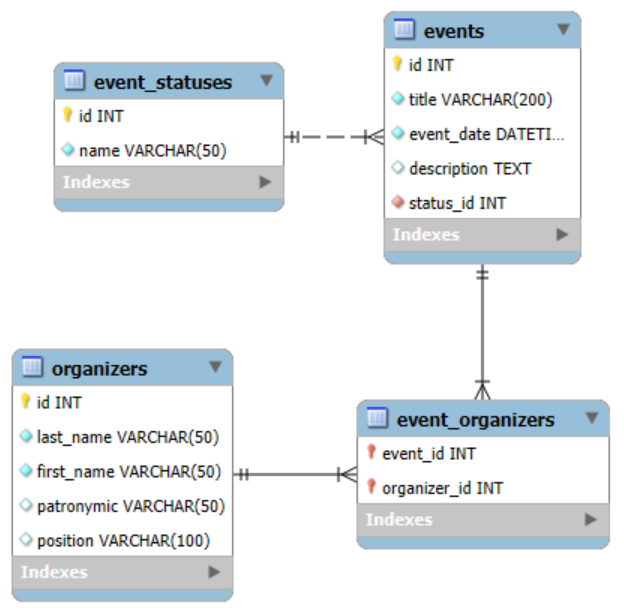 event_statuses
id INT
name VARCHAR(50)
Indexes
events
id INT
title VARCHAR(200)
event_date DATETI...
description TEXT
status_id INT
Indexes
organizers
id INT
last_name VARCHAR(50)
first_name VARCHAR(50)
patronymic VARCHAR(50)
position VARCHAR(100)
Indexes
event_organizers
event_id INT
organizer_id INT
Indexes